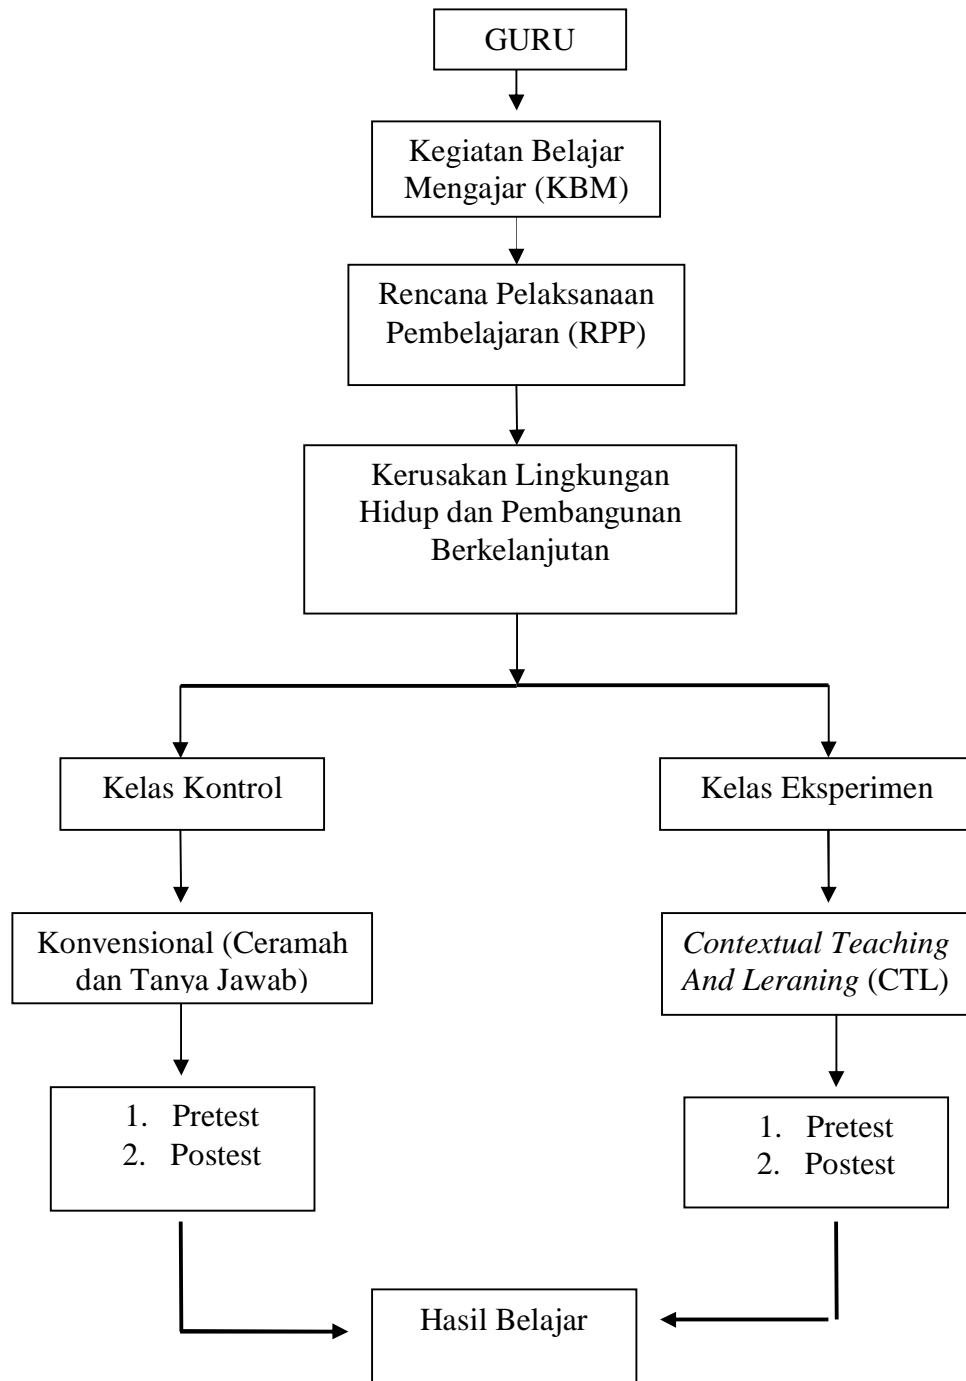 GURU
Kegiatan Belajar
Mengajar (KBM)
Rencana Pelaksanaan
Pembelajaran (RPP)
Kerusakan Lingkungan
Hidup dan Pembangunan
Berkelanjutan
Kelas Kontrol
Kelas Eksperimen
Konvensional (Ceramah
dan Tanya Jawab)
Contextual Teaching
And Leraning (CTL)
1. Pretest
2. Postest
1. Pretest
2. Postest
Hasil Belajar